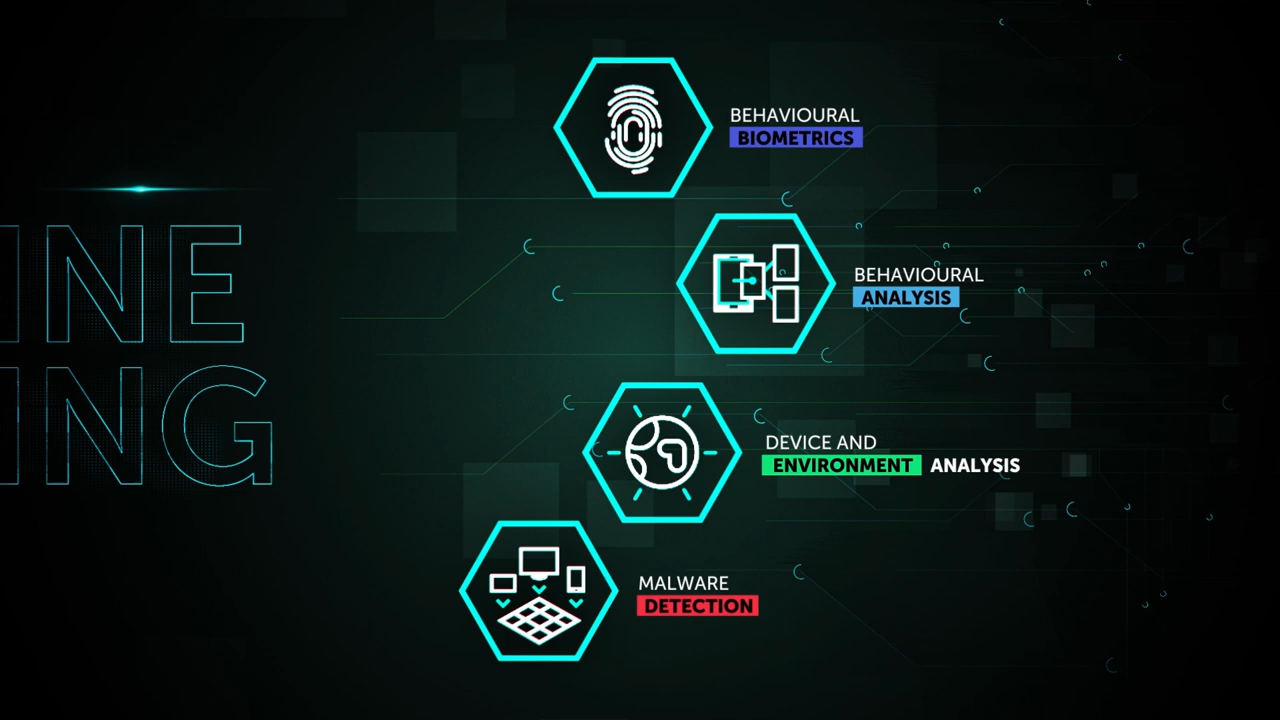 INE
ING
BEHAVIOURAL
BIOMETRICS
BEHAVIOURAL
ANALYSIS
DEVICE AND
ENVIRONMENT ANALYSIS
MALWARE
DETECTION